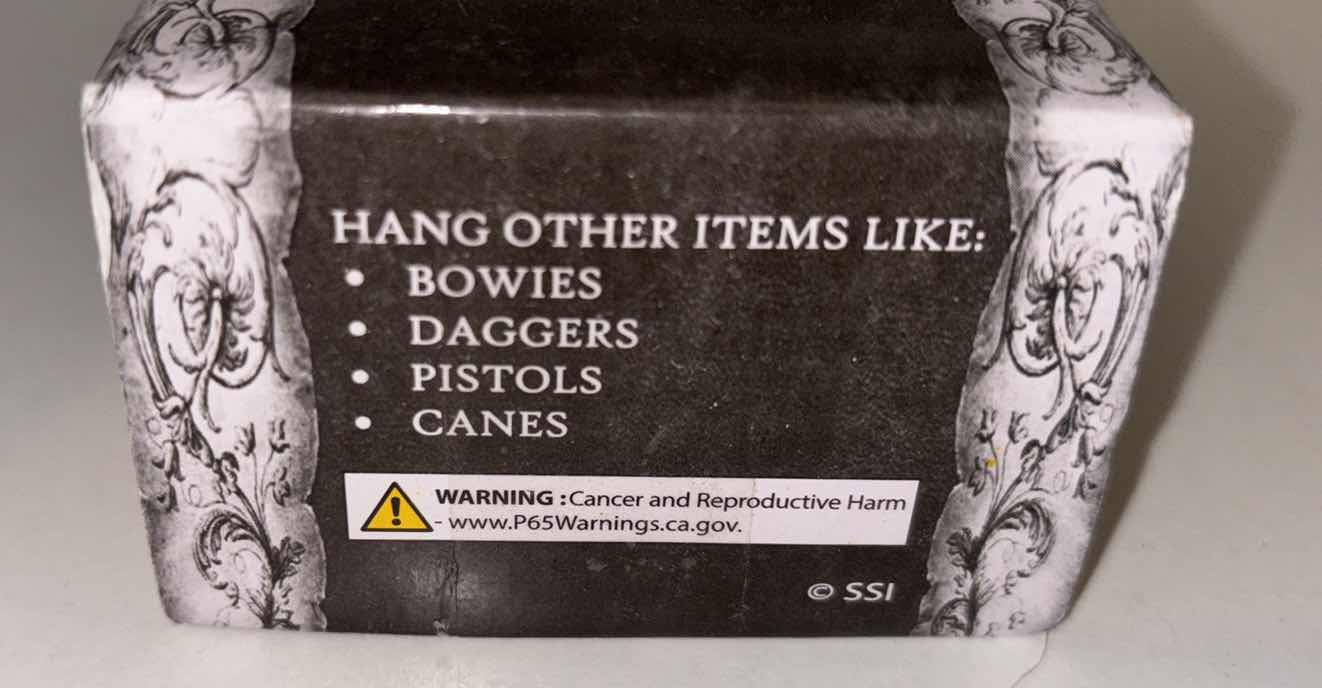 HANG OTHER ITEMS LIKE:
• BOWIES
• DAGGERS
• PISTOLS
• CANES
WARNING : Cancer and Reproductive Harm
- www.P65Warnings.ca.gov.
© SSI